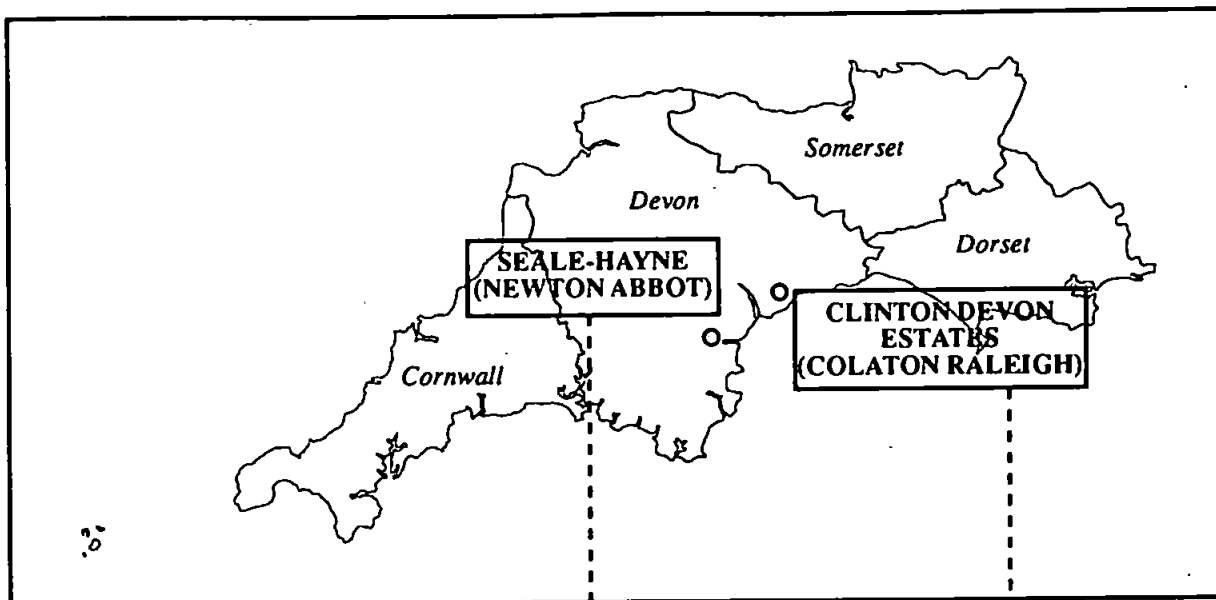 Somerset
Devon
Dorset
SEALE-HAYNE
(NEWTON ABBOT)
CLINTON DEVON
ESTATES
(COLATON RALEIGH)
Cornwall